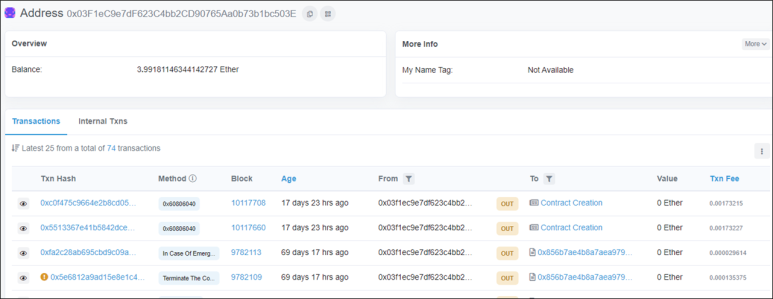 Address 0x03F1eC9e7dF623C4bb2CD90765Aa0b73b1bc503E
Overview
Balance: 3.99181146344142727 Ether
More Info
More
My Name Tag: Not Available
Transactions Internal Txns
Latest 25 from a total of 74 transactions
Txn Hash Method Block Age From To Value Txn Fee
0xc0f475c9664e2b8cd05... 0x60806040 10117708 17 days 23 hrs ago 0x03f1ec9e7df623c4bb2... OUT Contract Creation 0 Ether 0.00173215
0x5513367e41b5842dce... 0x60806040 10117660 17 days 23 hrs ago 0x03f1ec9e7df623c4bb2... OUT Contract Creation 0 Ether 0.00173227
0xfa2c28ab695cbd9c09a... In Case Of Emerg... 9782113 69 days 17 hrs ago 0x03f1ec9e7df623c4bb2... OUT 0x856b7ae4b8a7aea979... 0 Ether 0.000029614
0x5e6812a9ad15e8e1c4... Terminate The Co... 9782109 69 days 17 hrs ago 0x03f1ec9e7df623c4bb2... OUT 0x856b7ae4b8a7aea979... 0 Ether 0.000135375